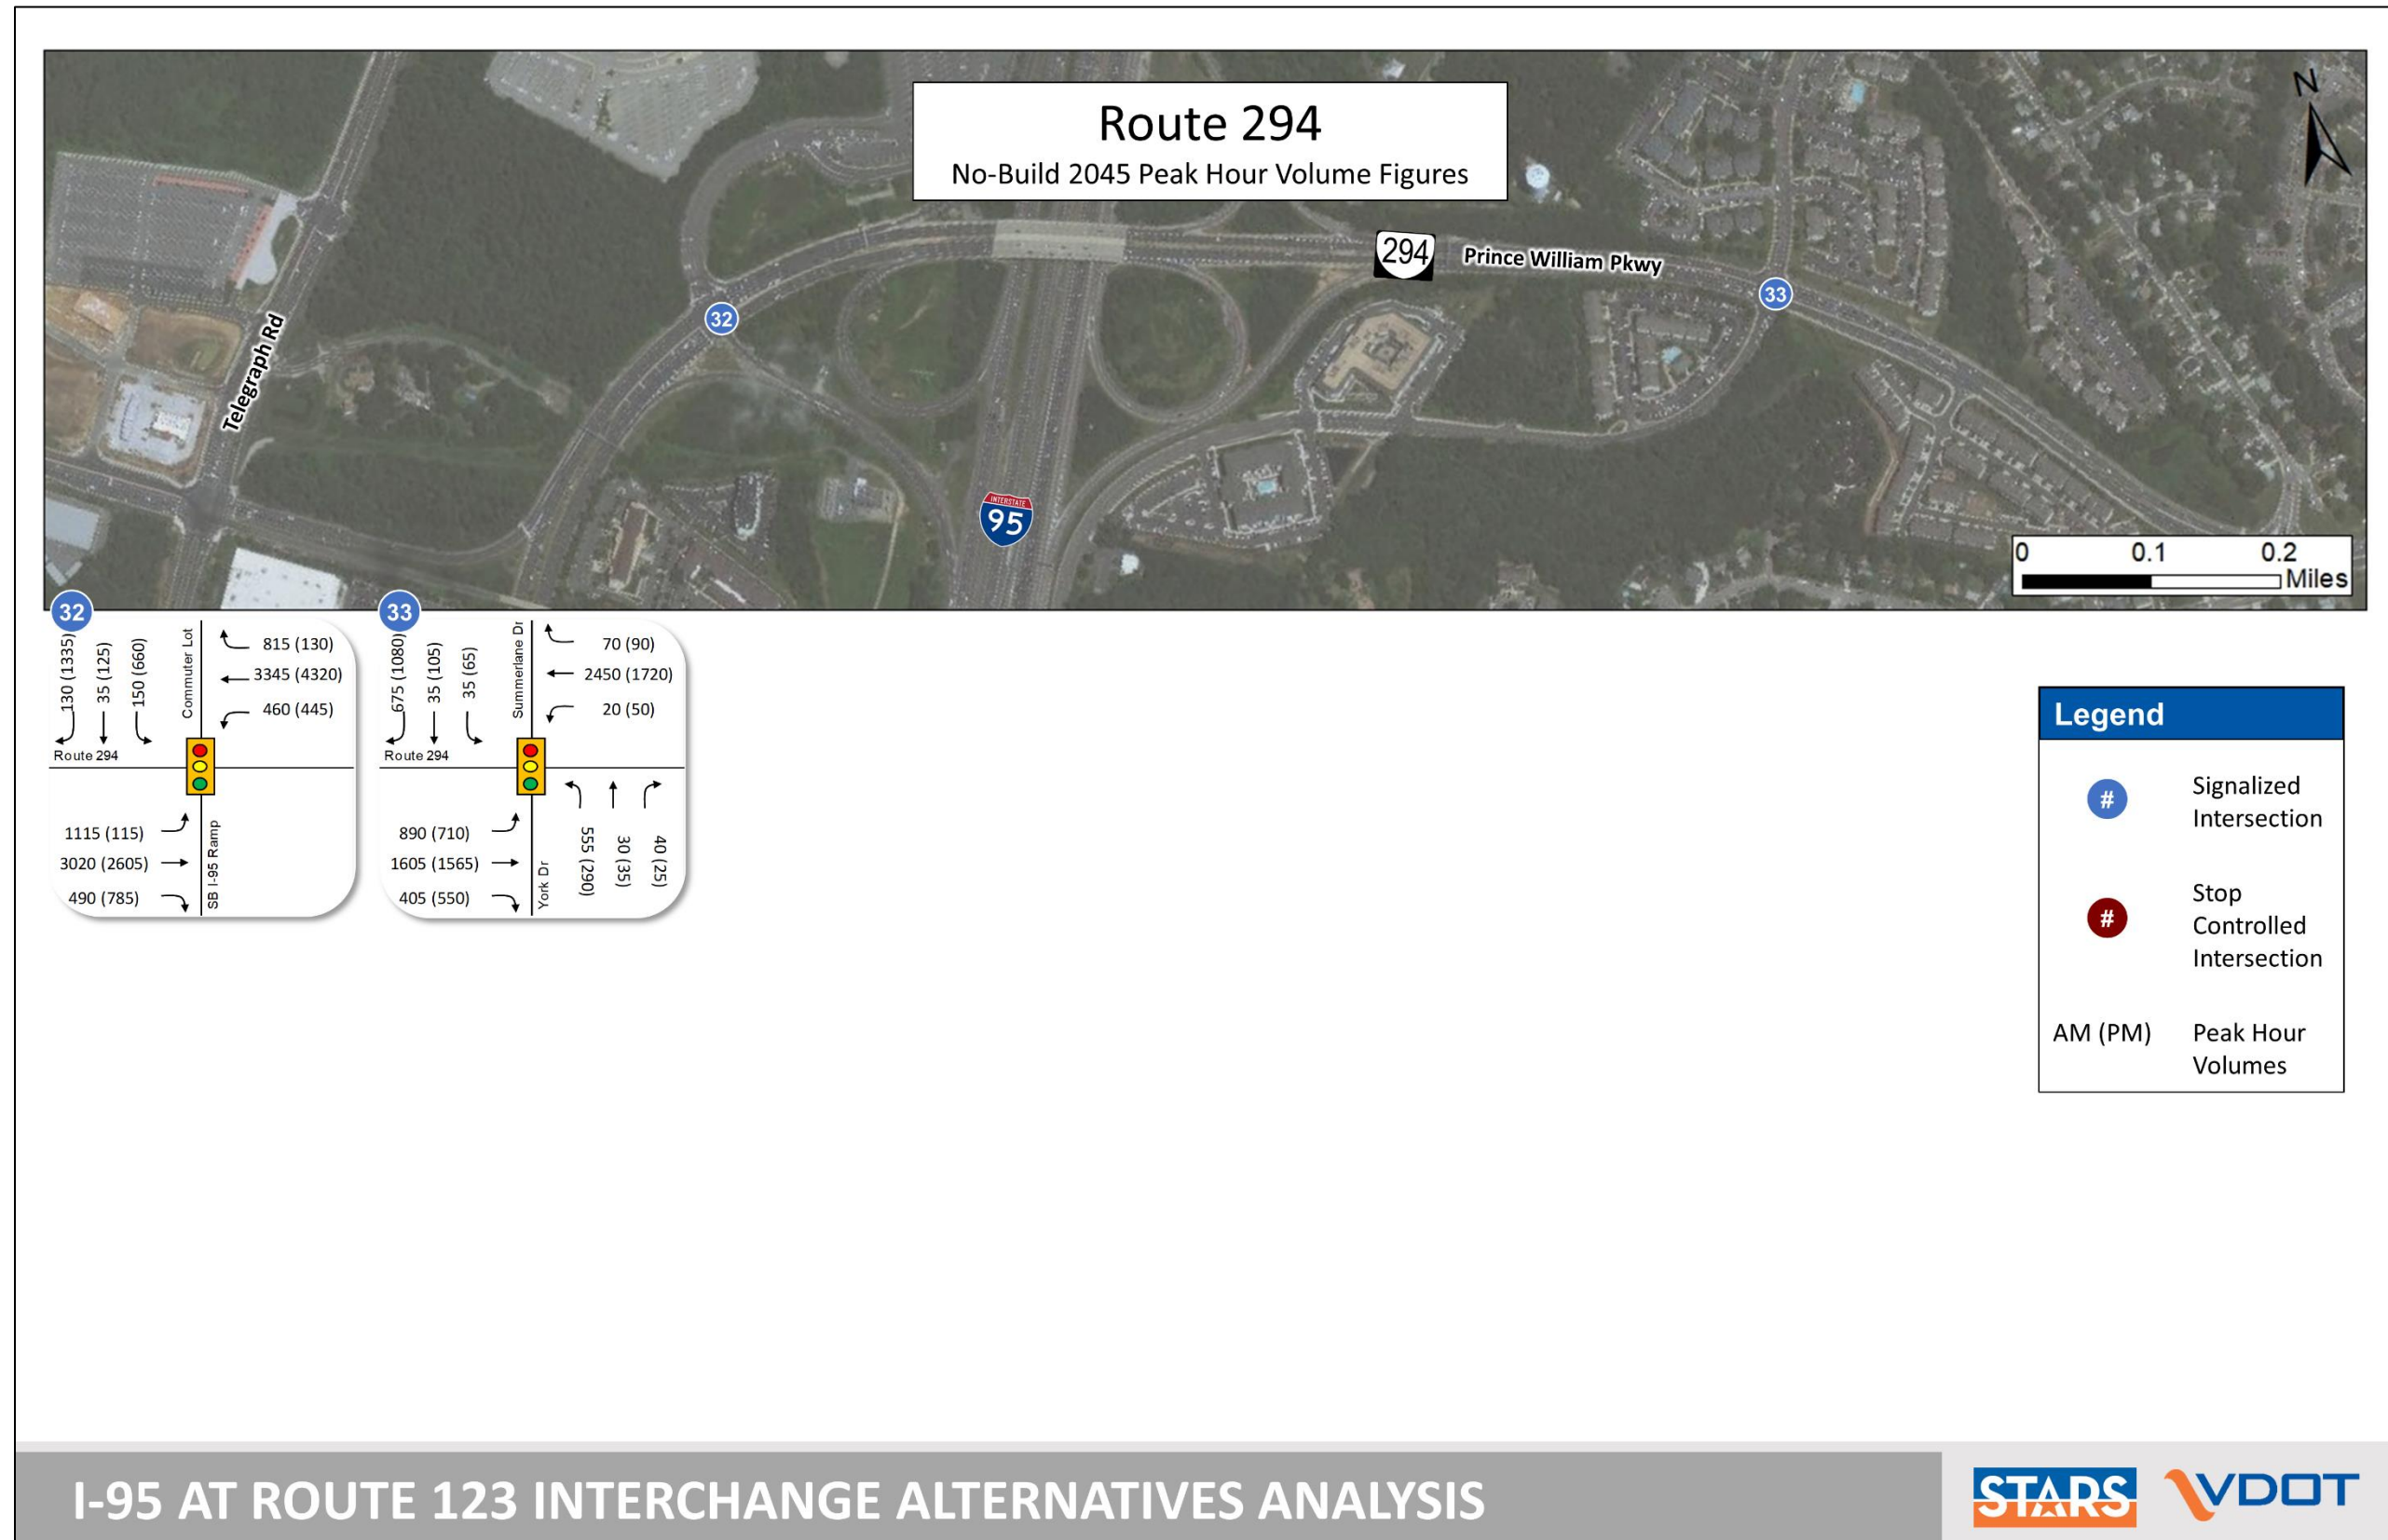 Route 294
No-Build 2045 Peak Hour Volume Figures
N
294
Prince William Pkwy
32
33
Telegraph Rd
INTERSTATE
95
0 0.1 0.2
Miles
32
130 (1335)
35 (125)
150 (660)
Commuter Lot
815 (130)
3345 (4320)
460 (445)
Route 294
1115 (115)
3020 (2605)
490 (785)
SB I-95 Ramp
33
675 (1080)
35 (105)
35 (65)
Summerlane Dr
70 (90)
2450 (1720)
20 (50)
Route 294
890 (710)
1605 (1565)
405 (550)
York Dr
555 (290)
30 (35)
40 (25)
Legend
# Signalized
Intersection
# Stop
Controlled
Intersection
AM (PM) Peak Hour
Volumes
I-95 AT ROUTE 123 INTERCHANGE ALTERNATIVES ANALYSIS
STARS
VDOT